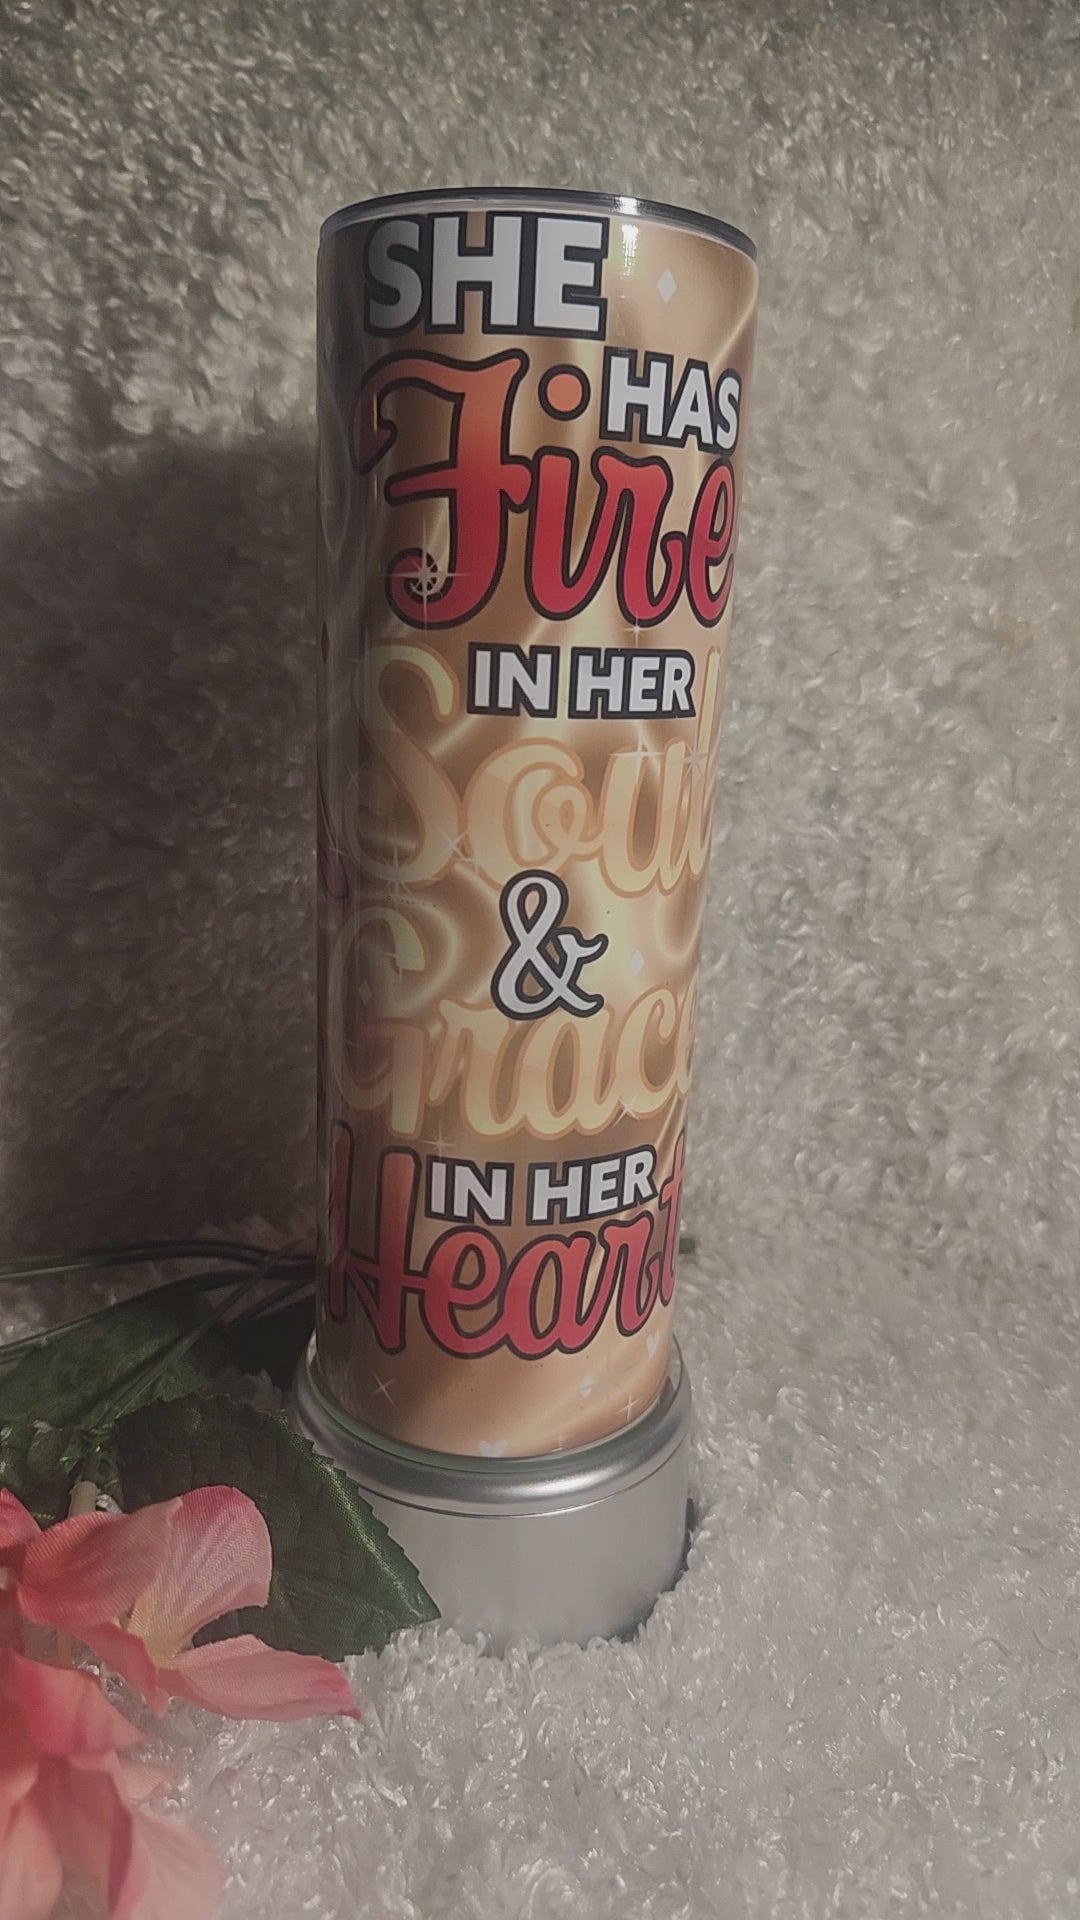 SHE
HAS
Fire
IN HER
Soul
&
Grace
IN HER
Heart